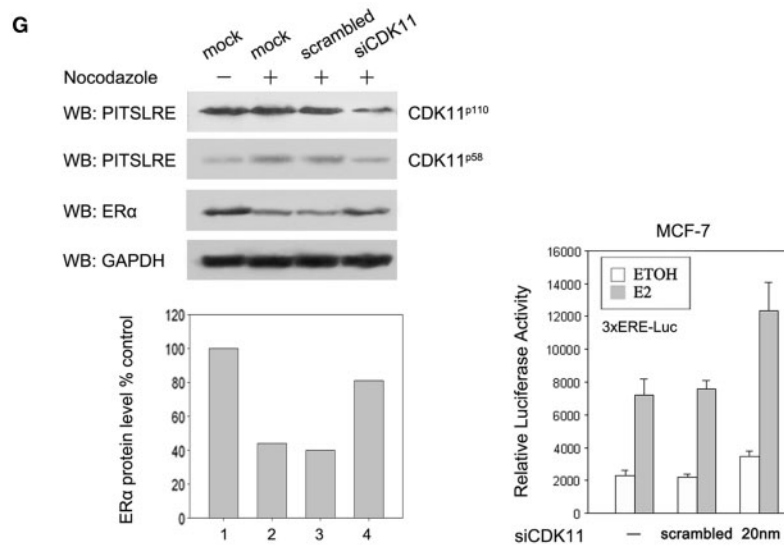 G
mock mock scrambled siCDK11
Nocodazole − + + +
WB: PITSLRE CDK11p110
WB: PITSLRE CDK11p58
WB: ERα
WB: GAPDH
ERα protein level % control
120
100
80
60
40
20
0
1 2 3 4
MCF-7
Relative Luciferase Activity
16000
14000
12000
10000
8000
6000
4000
2000
0
ETOH
E2
3xERE-Luc
siCDK11 — scrambled 20nm